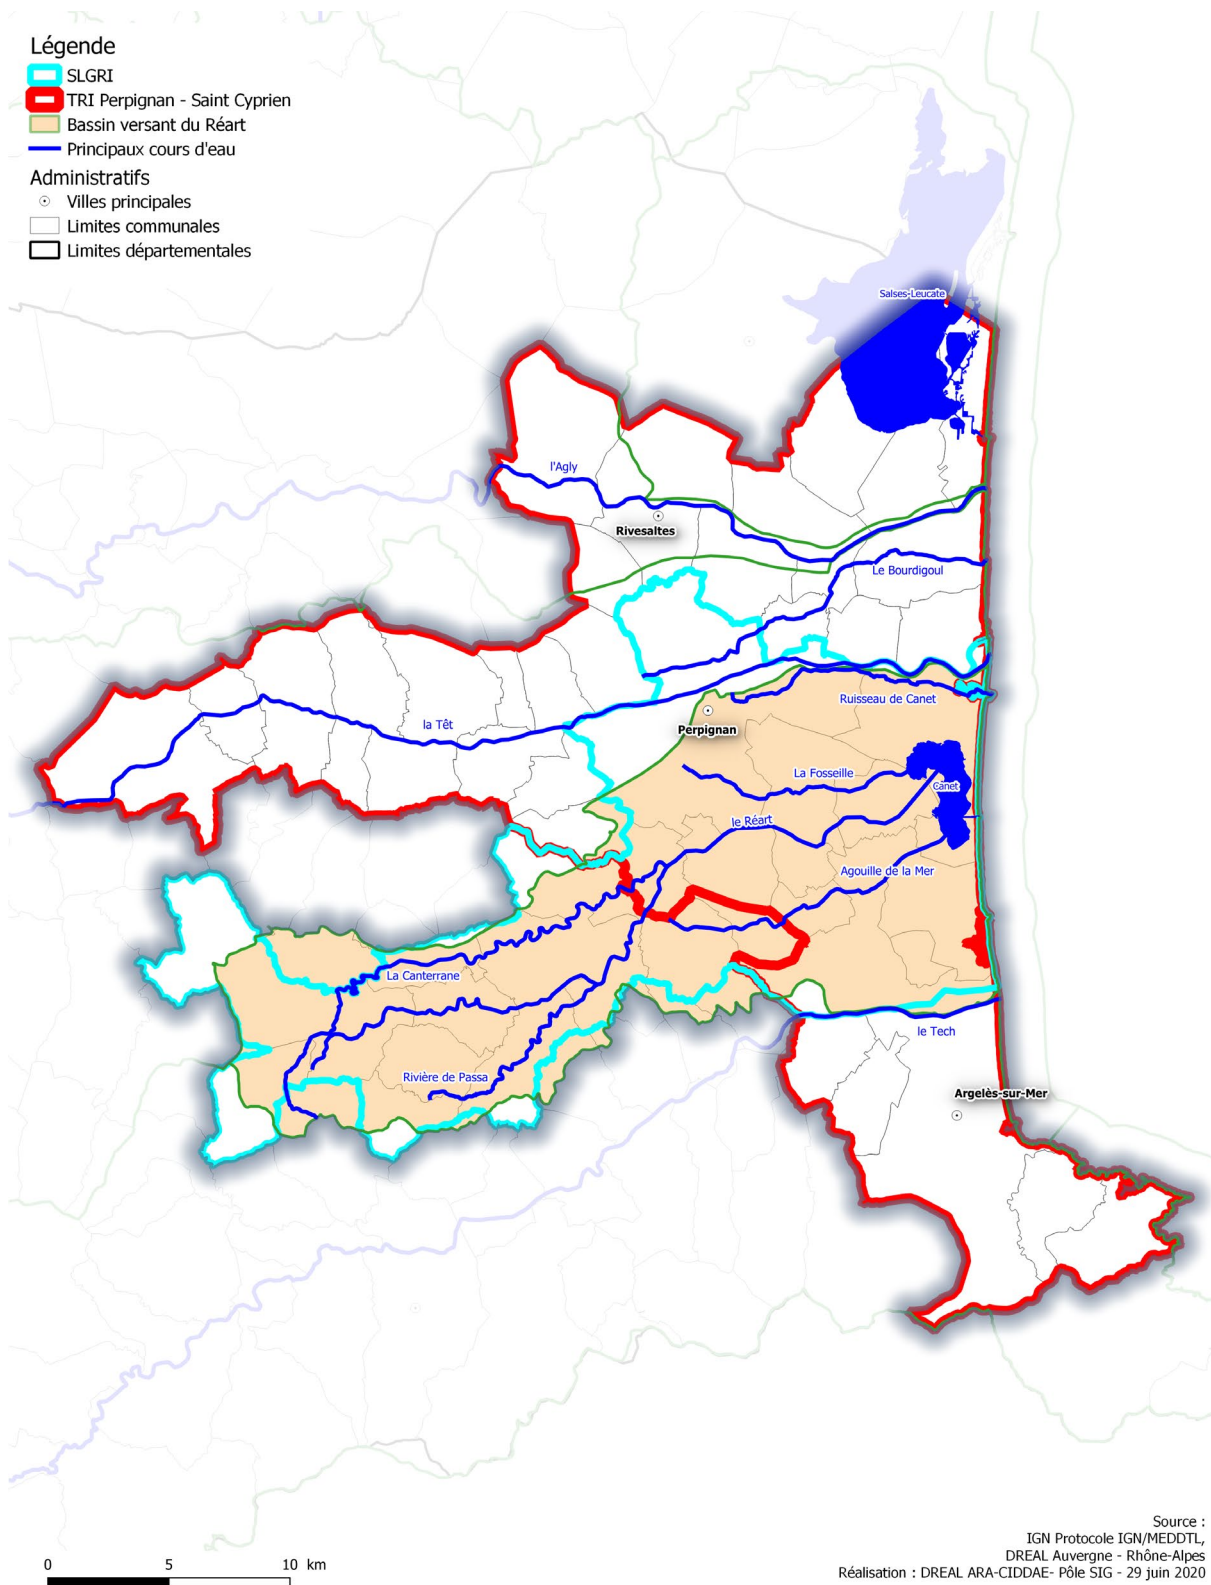 Légende
SLGRI
TRI Perpignan - Saint Cyprien
Bassin versant du Réart
Principaux cours d'eau
Administratifs
Villes principales
Limites communales
Limites départementales
Salses-Leucate
l'Agly
Rivesaltes
Le Bourdigoul
Ruisseau de Canet
la Têt
Perpignan
La Fosseille
Canet
le Réart
Agouille de la Mer
La Canterrane
le Tech
Rivière de Passa
Argelès-sur-Mer
Source :
IGN Protocole IGN/MEDDTL,
DREAL Auvergne - Rhône-Alpes
Réalisation : DREAL ARA-CIDDAE- Pôle SIG - 29 juin 2020
0 5 10 km